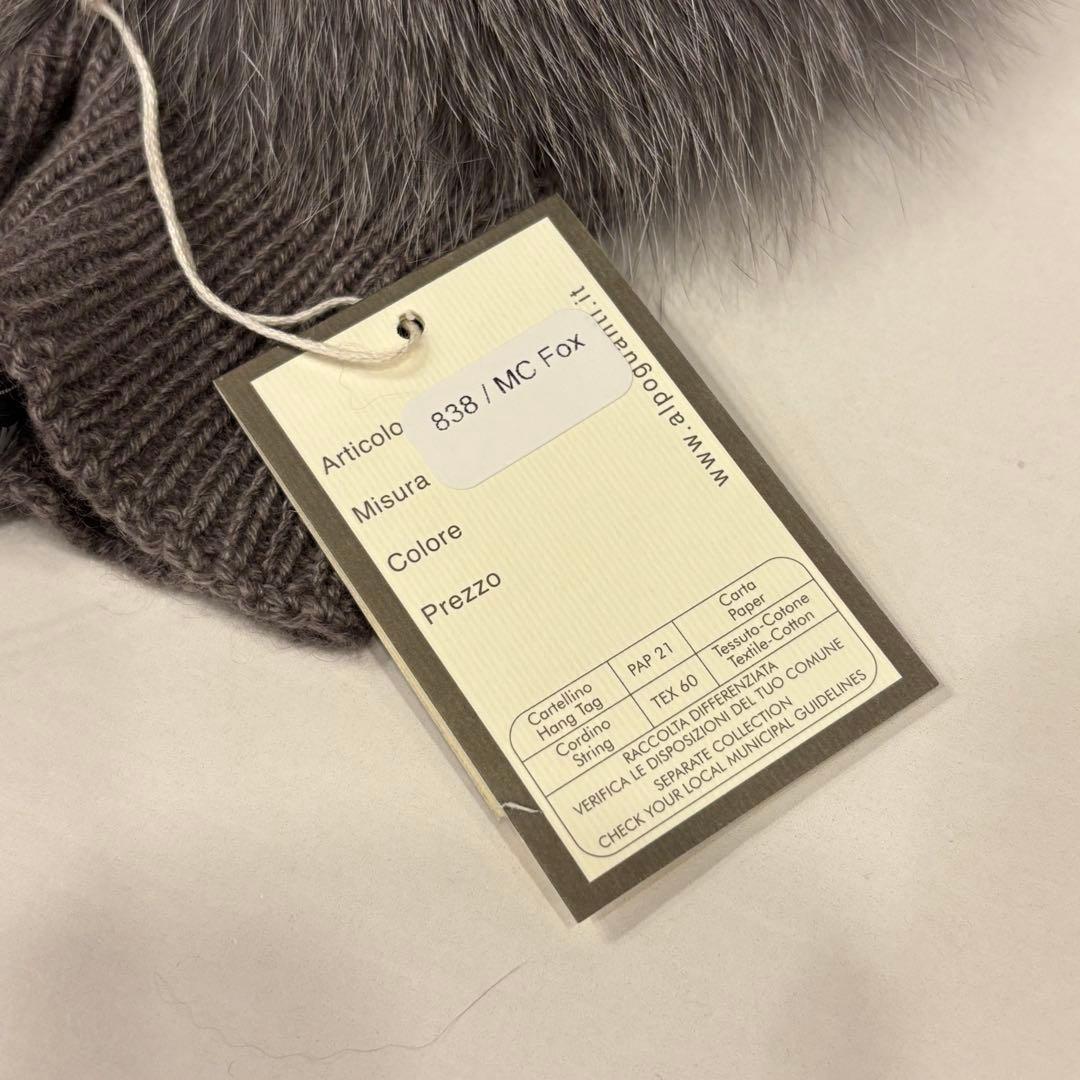 838 / MC Fox
www.alpoguanti.it
Articolo
Misura
Colore
Prezzo
Cartellino
Hang Tag
PAP 21
Carta
Paper
Cordino
String
TEX 60
Tessuto-Cotone
Textile-Cotton
RACCOLTA DIFFERENZIATA
VERIFICA LE DISPOSIZIONI DEL TUO COMUNE
SEPARATE COLLECTION
CHECK YOUR LOCAL MUNICIPAL GUIDELINES